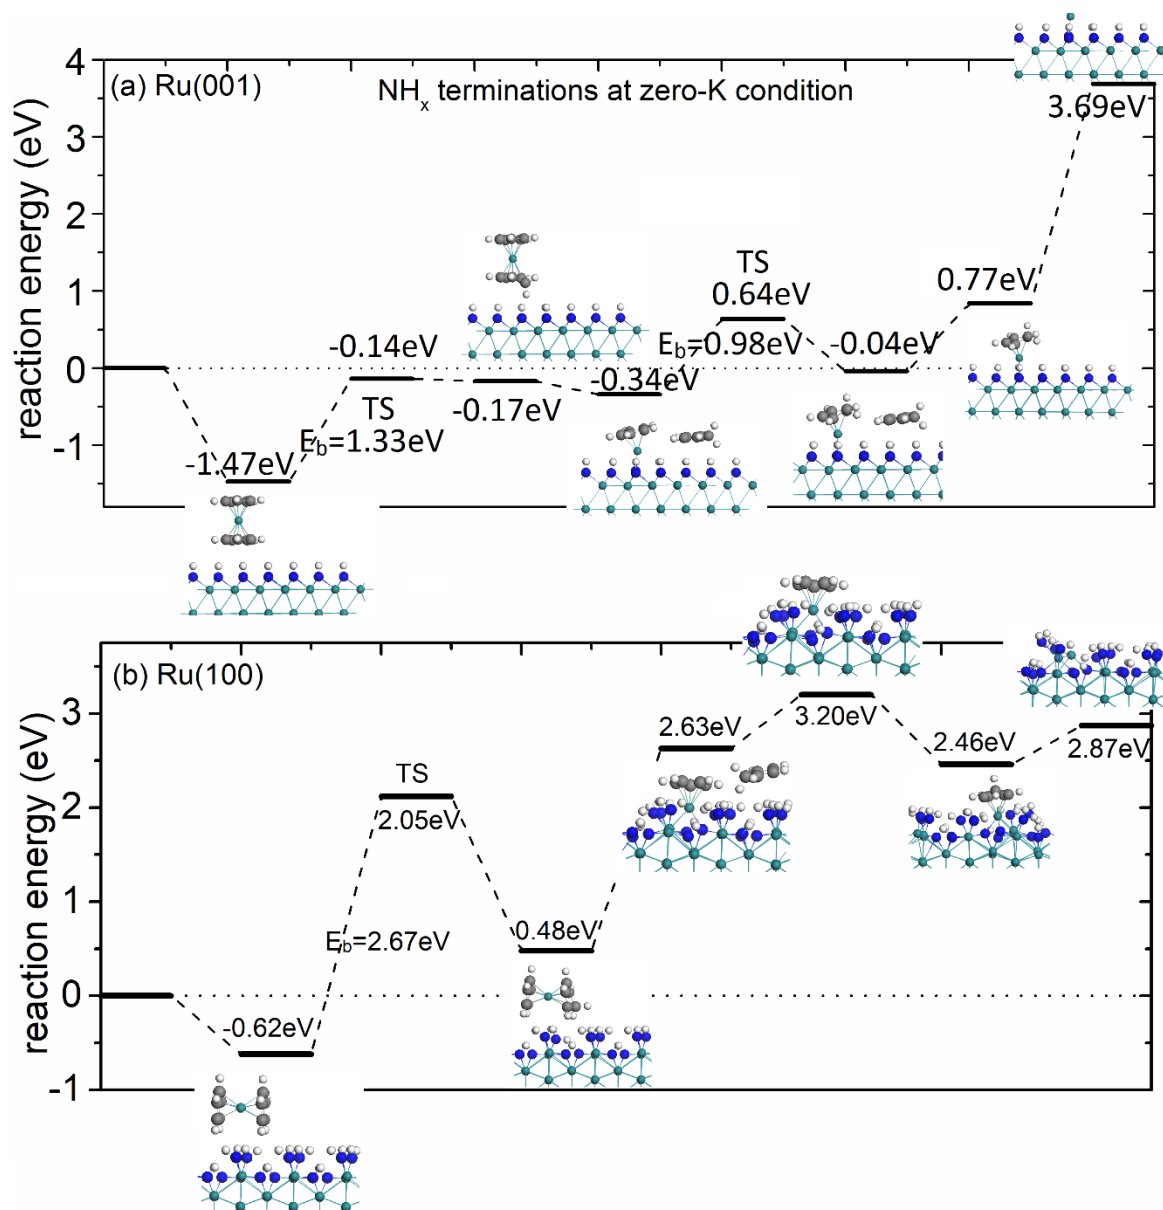 (a) Ru(001)
NHx terminations at zero-K condition
reaction energy (eV)
4
3
2
1
0
-1
3.69eV
TS
0.64eV
0.77eV
-0.14eV
Eb=0.98eV
-0.04eV
-0.34eV
-0.17eV
TS
Eb=1.33eV
-1.47eV
(b) Ru(100)
reaction energy (eV)
3
2
1
0
-1
2.63eV
3.20eV
2.46eV
2.87eV
TS
2.05eV
0.48eV
Eb=2.67eV
-0.62eV